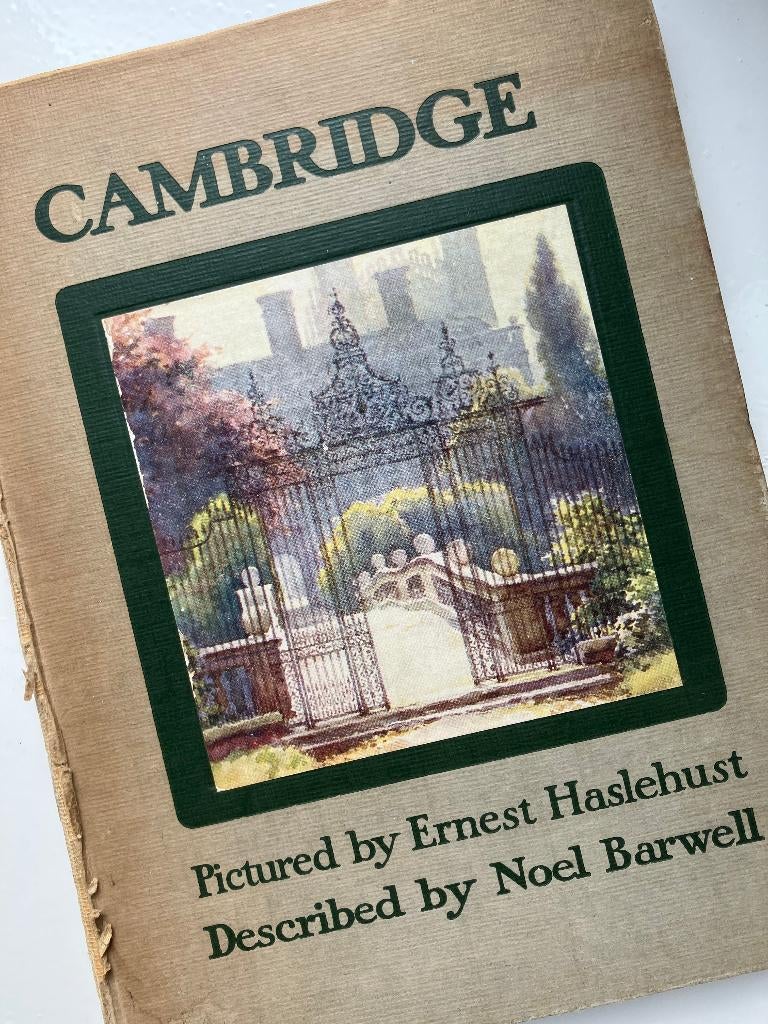 CAMBRIDGE
Pictured by Ernest Haslehust
Described by Noel Barwell